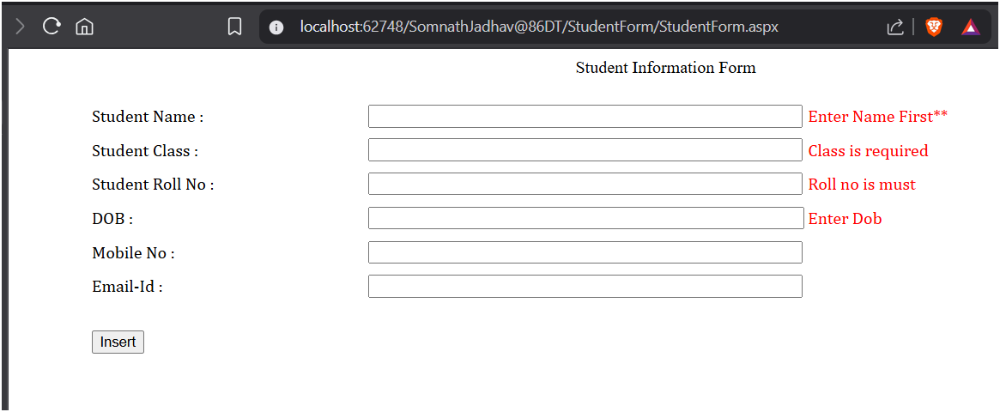 localhost:62748/SomnathJadhav@86DT/StudentForm/StudentForm.aspx
Student Information Form
Student Name : Enter Name First**
Student Class : Class is required
Student Roll No : Roll no is must
DOB : Enter Dob
Mobile No :
Email-Id :
Insert